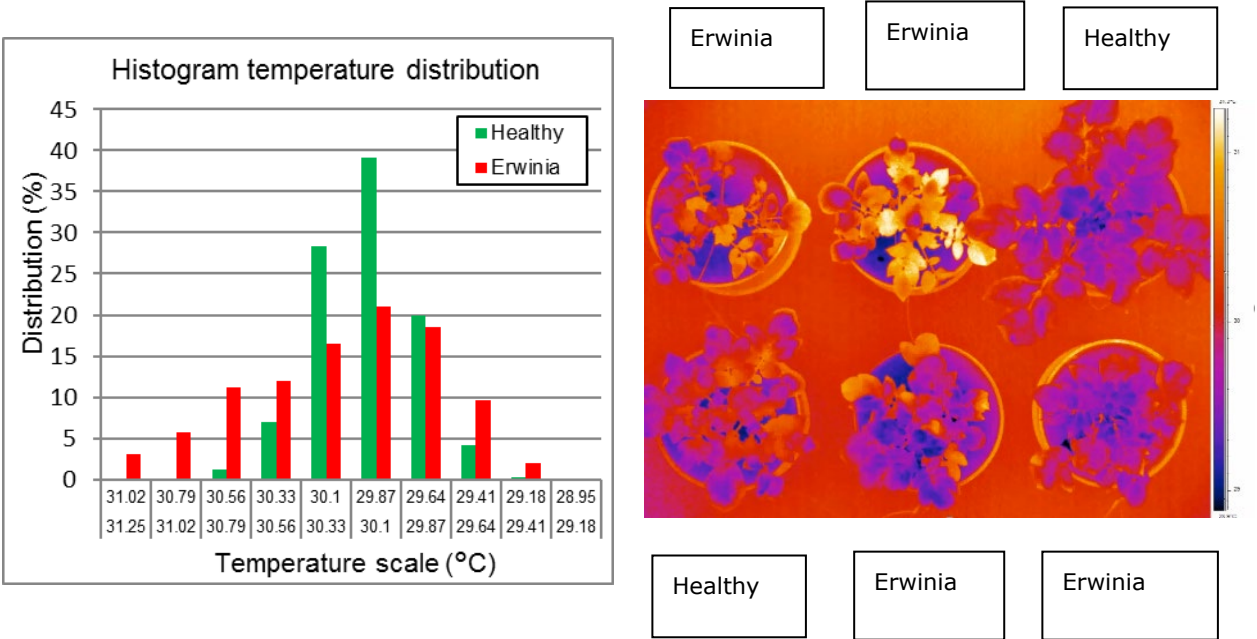 Histogram temperature distribution
Distribution (%)
45
40
35
30
25
20
15
10
5
0
Healthy
Erwinia
31.02 30.79 30.56 30.33 30.1 29.87 29.64 29.41 29.18 28.95
31.25 31.02 30.79 30.56 30.33 30.1 29.87 29.64 29.41 29.18
Temperature scale (°C)
Erwinia Erwinia Healthy
31
30
29
Healthy Erwinia Erwinia